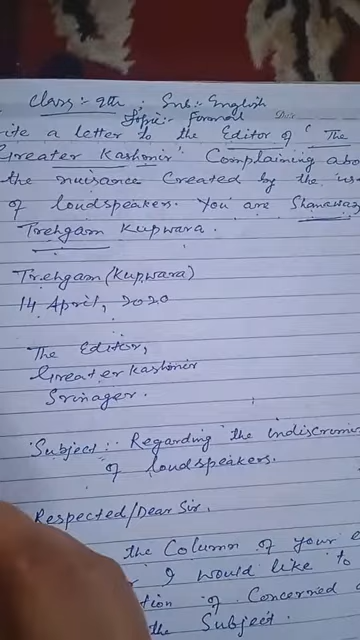 Class:- 9th ; Sub:- English
Topic:- Formal
ite a letter to the Editor of 'The
Greater Kashmir' Complaining abo
the nuisance Created by the us
of loudspeakers. You are Shanawaz
Trehgam Kupwara.
Trehgam (Kupwara)
14 April, 2020
The Editor,
Greater Kashmir
Srinager.
Subject:- Regarding the indiscrimi
of loudspeakers.
Respected/Dear Sir,
the Column of your e
I would like to
tion of Concerned a
the Subject.